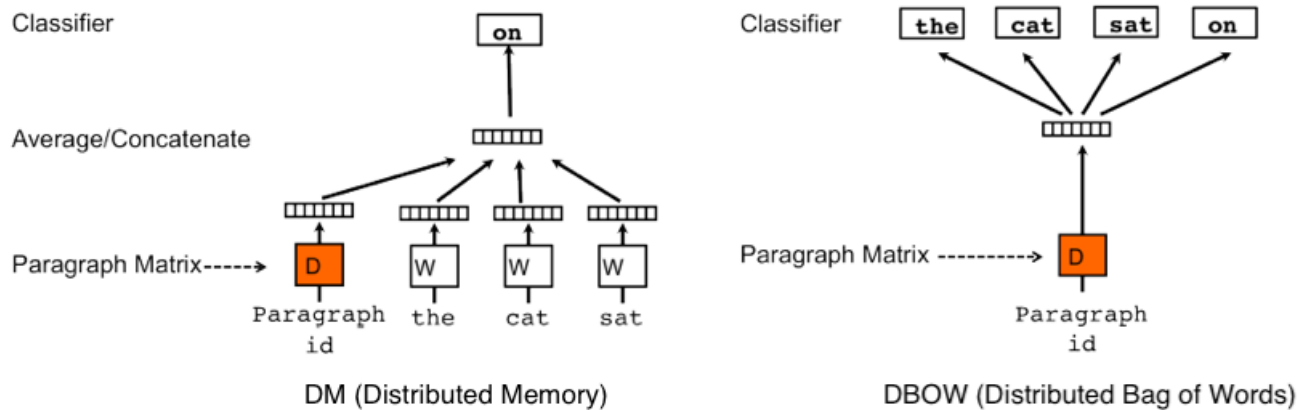 Classifier
on
Average/Concatenate
Paragraph Matrix
D
W
W
W
Paragraph
id
the
cat
sat
DM (Distributed Memory)
Classifier
the
cat
sat
on
Paragraph Matrix
D
Paragraph
id
DBOW (Distributed Bag of Words)